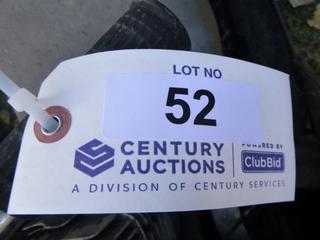 LOT NO
52
CENTURY AUCTIONS
POWERED BY
ClubBid
A DIVISION OF CENTURY SERVICES